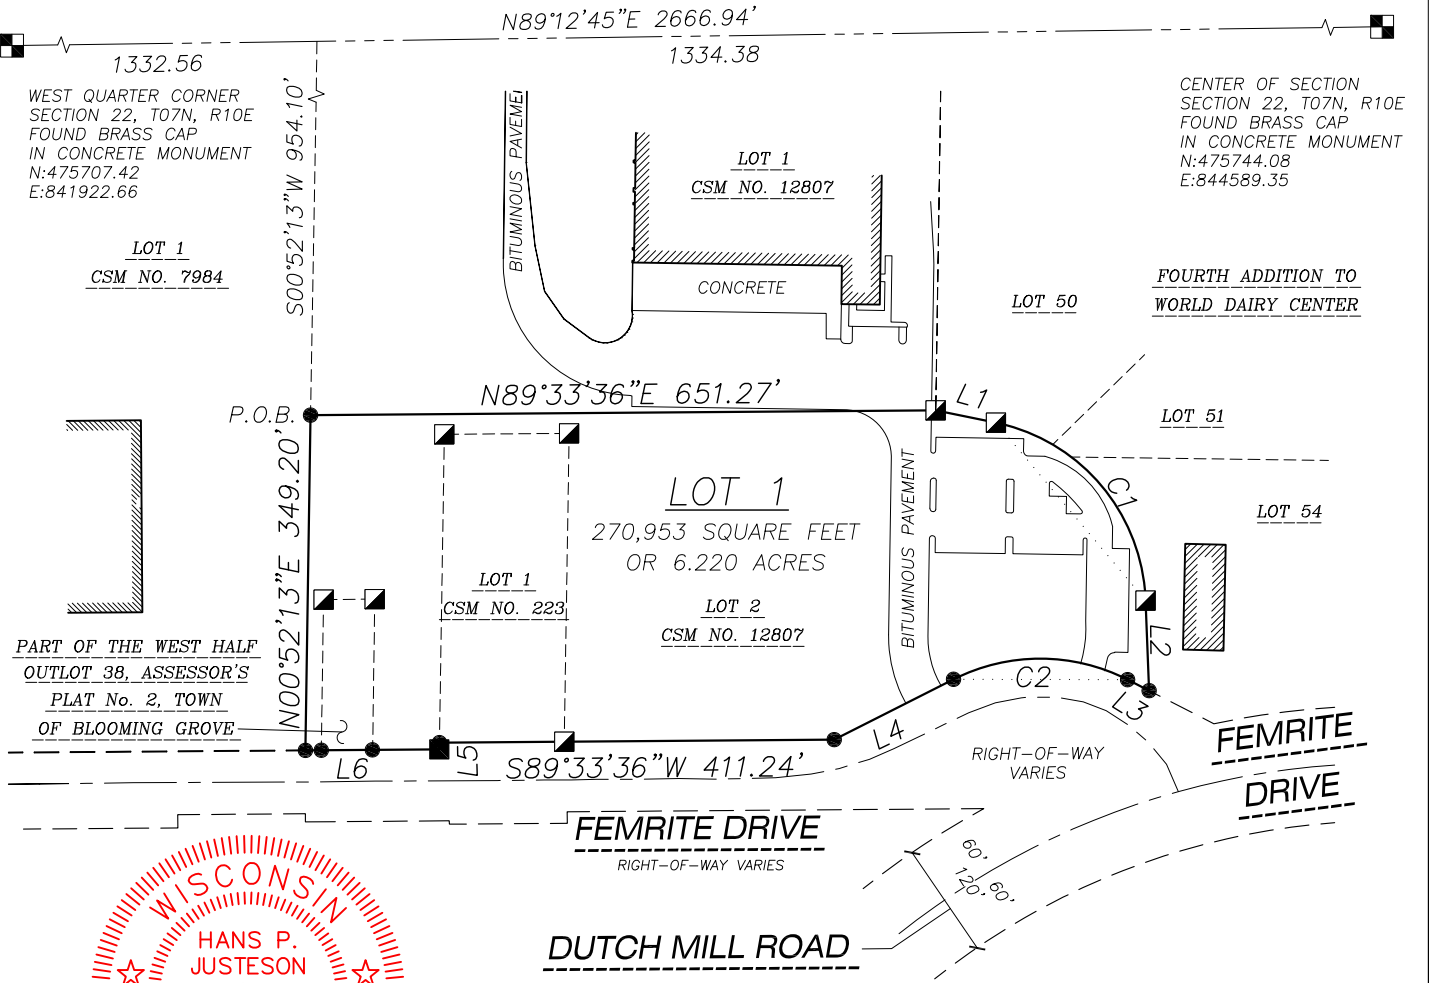 N89°12'45"E 2666.94'
1332.56
1334.38
WEST QUARTER CORNER
SECTION 22, T07N, R10E
FOUND BRASS CAP
IN CONCRETE MONUMENT
N:475707.42
E:841922.66
CENTER OF SECTION
SECTION 22, T07N, R10E
FOUND BRASS CAP
IN CONCRETE MONUMENT
N:475744.08
E:844589.35
S00°52'13"W 954.10'
BITUMINOUS PAVEMEN
LOT 1
CSM NO. 12807
LOT 1
CSM NO. 7984
CONCRETE
LOT 50
FOURTH ADDITION TO
WORLD DAIRY CENTER
N89°33'36"E 651.27'
L1
P.O.B.
LOT 51
N00°52'13"E 349.20'
LOT 1
270,953 SQUARE FEET
OR 6.220 ACRES
BITUMINOUS PAVEMENT
C1
LOT 54
LOT 1
CSM NO. 223
LOT 2
CSM NO. 12807
L2
PART OF THE WEST HALF
OUTLOT 38, ASSESSOR'S
PLAT No. 2, TOWN
OF BLOOMING GROVE
C2
L3
L4
L5
L6
S89°33'36"W 411.24'
RIGHT-OF-WAY
VARIES
FEMRITE
DRIVE
FEMRITE DRIVE
RIGHT-OF-WAY VARIES
60'
120'
60'
DUTCH MILL ROAD
WISCONSIN
HANS P.
JUSTESON